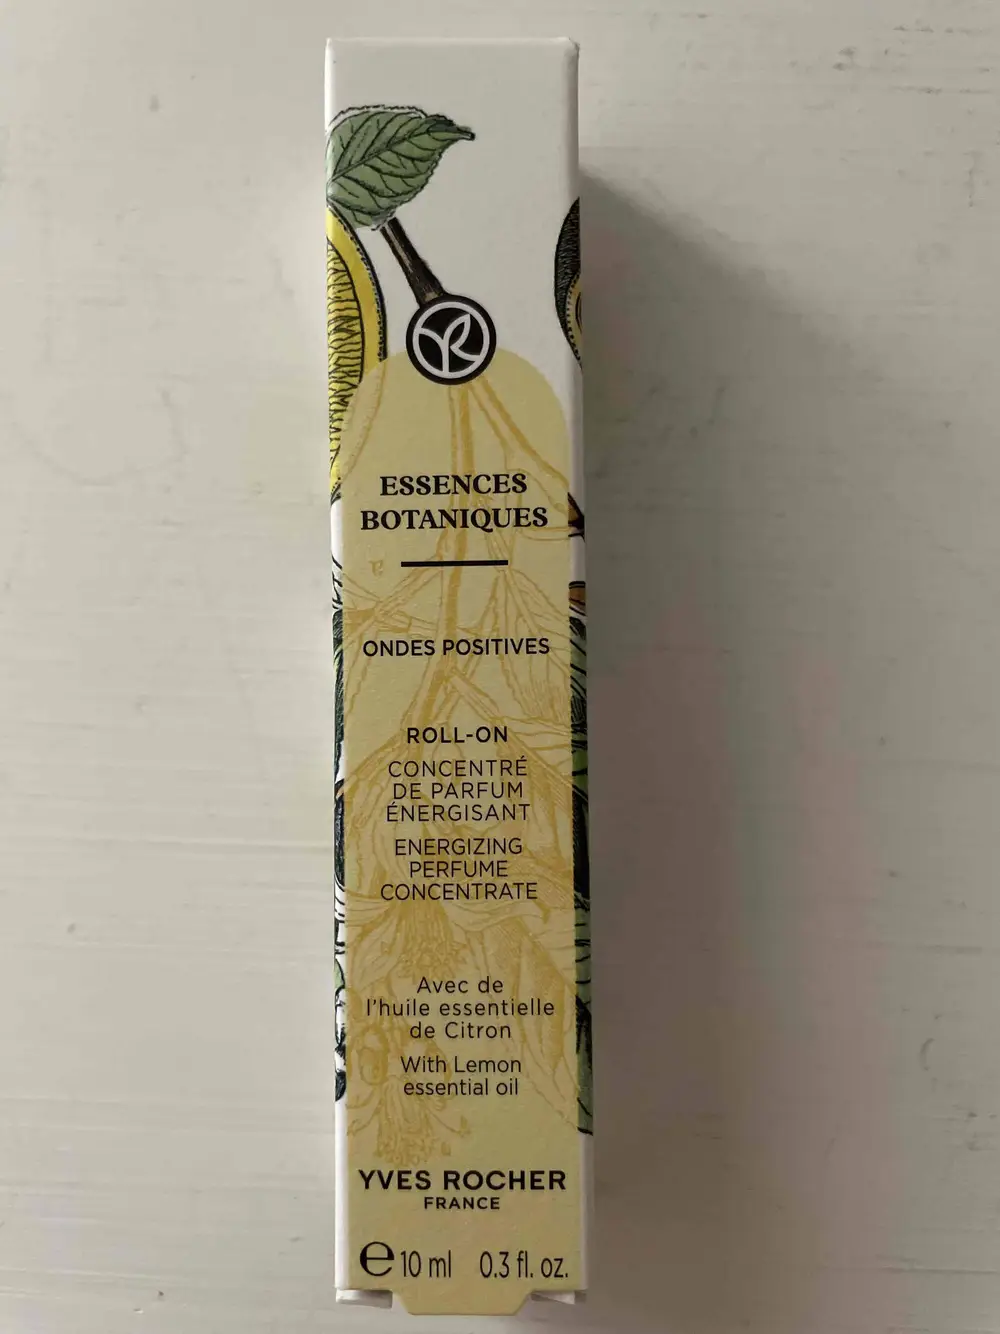 ESSENCES
BOTANIQUES
ONDES POSITIVES
ROLL-ON
CONCENTRÉ
DE PARFUM
ÉNERGISANT
ENERGIZING
PERFUME
CONCENTRATE
Avec de
l'huile essentielle
de Citron
With Lemon
essential oil
YVES ROCHER
FRANCE
℮ 10 ml 0.3 fl. oz.